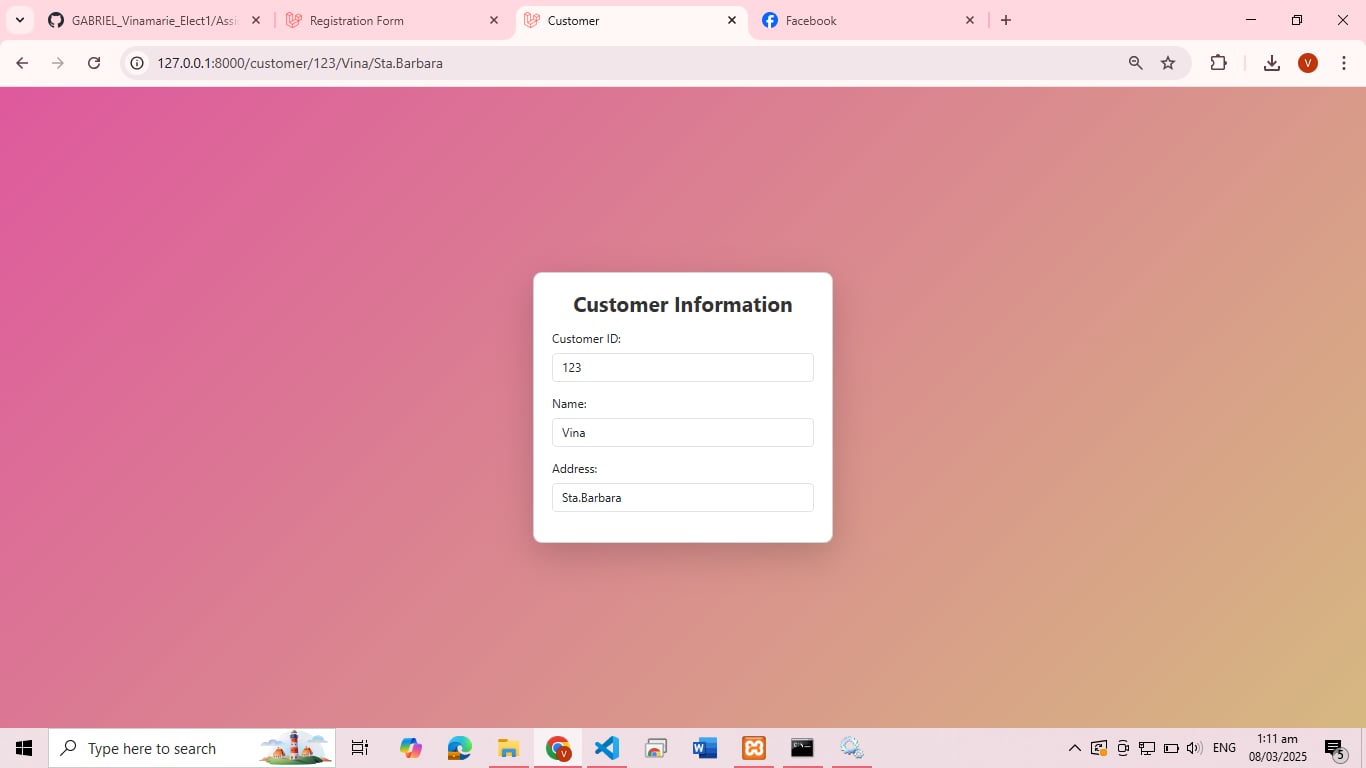 GABRIEL_Vinamarie_Elect1/Assi
Registration Form
Customer
Facebook
127.0.0.1:8000/customer/123/Vina/Sta.Barbara
V
Customer Information
Customer ID:
123
Name:
Vina
Address:
Sta.Barbara
Type here to search
V
W
ENG
1:11 am
08/03/2025
5